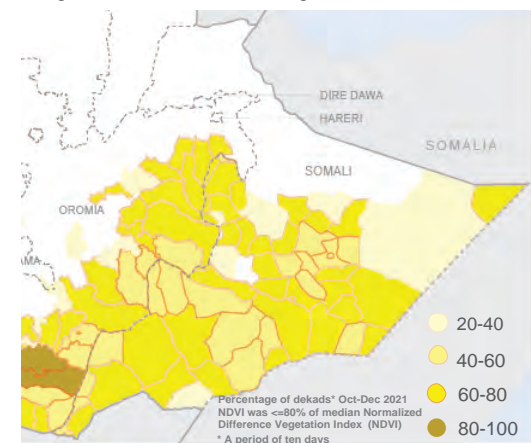 DIRE DAWA
HARERI
SOMALIA
SOMALI
OROMIA
AMA
20-40
40-60
60-80
80-100
Percentage of dekads* Oct-Dec 2021
NDVI was <=80% of median Normalized
Difference Vegetation Index (NDVI)
* A period of ten days